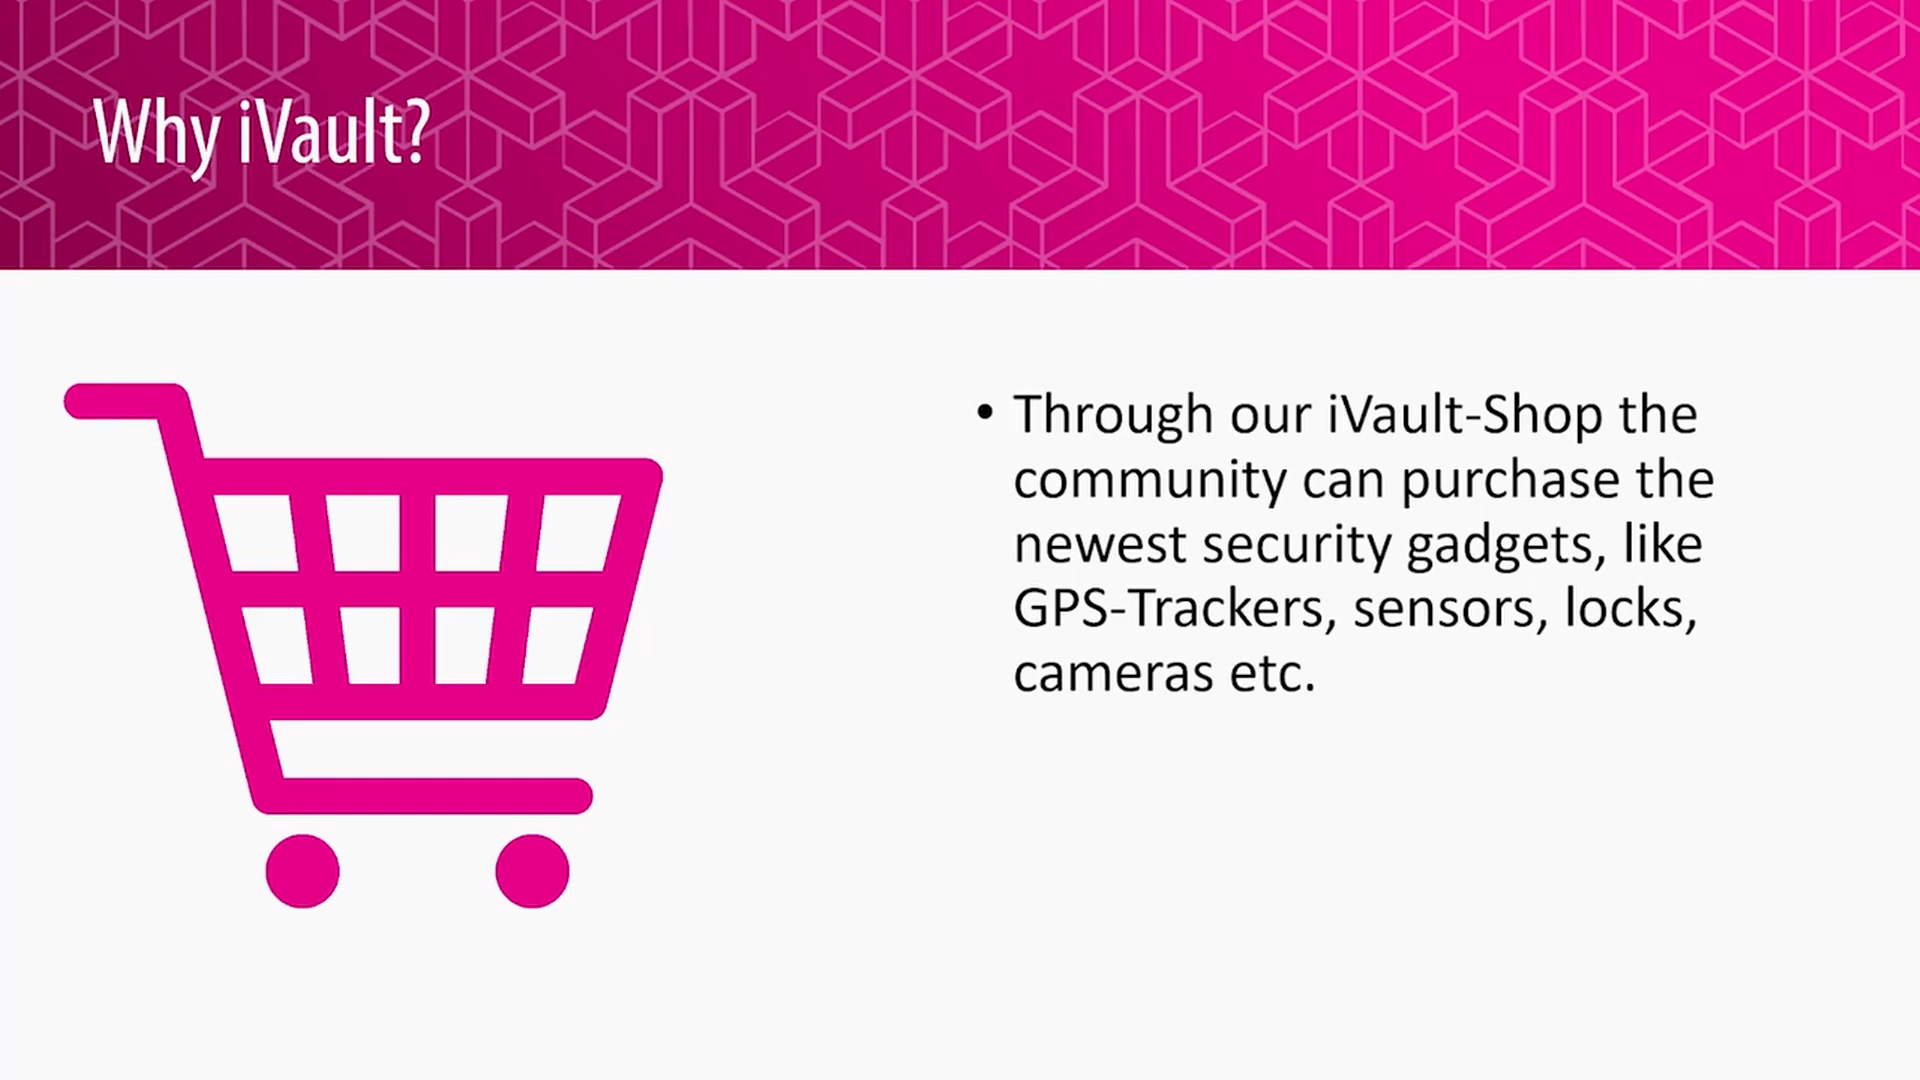 Why iVault?
• Through our iVault-Shop the
community can purchase the
newest security gadgets, like
GPS-Trackers, sensors, locks,
cameras etc.